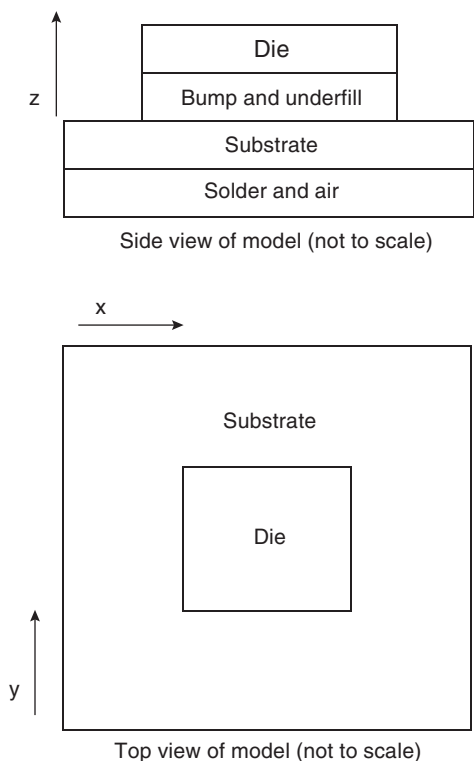 z
Die
Bump and underfill
Substrate
Solder and air
Side view of model (not to scale)
x
Substrate
Die
y
Top view of model (not to scale)